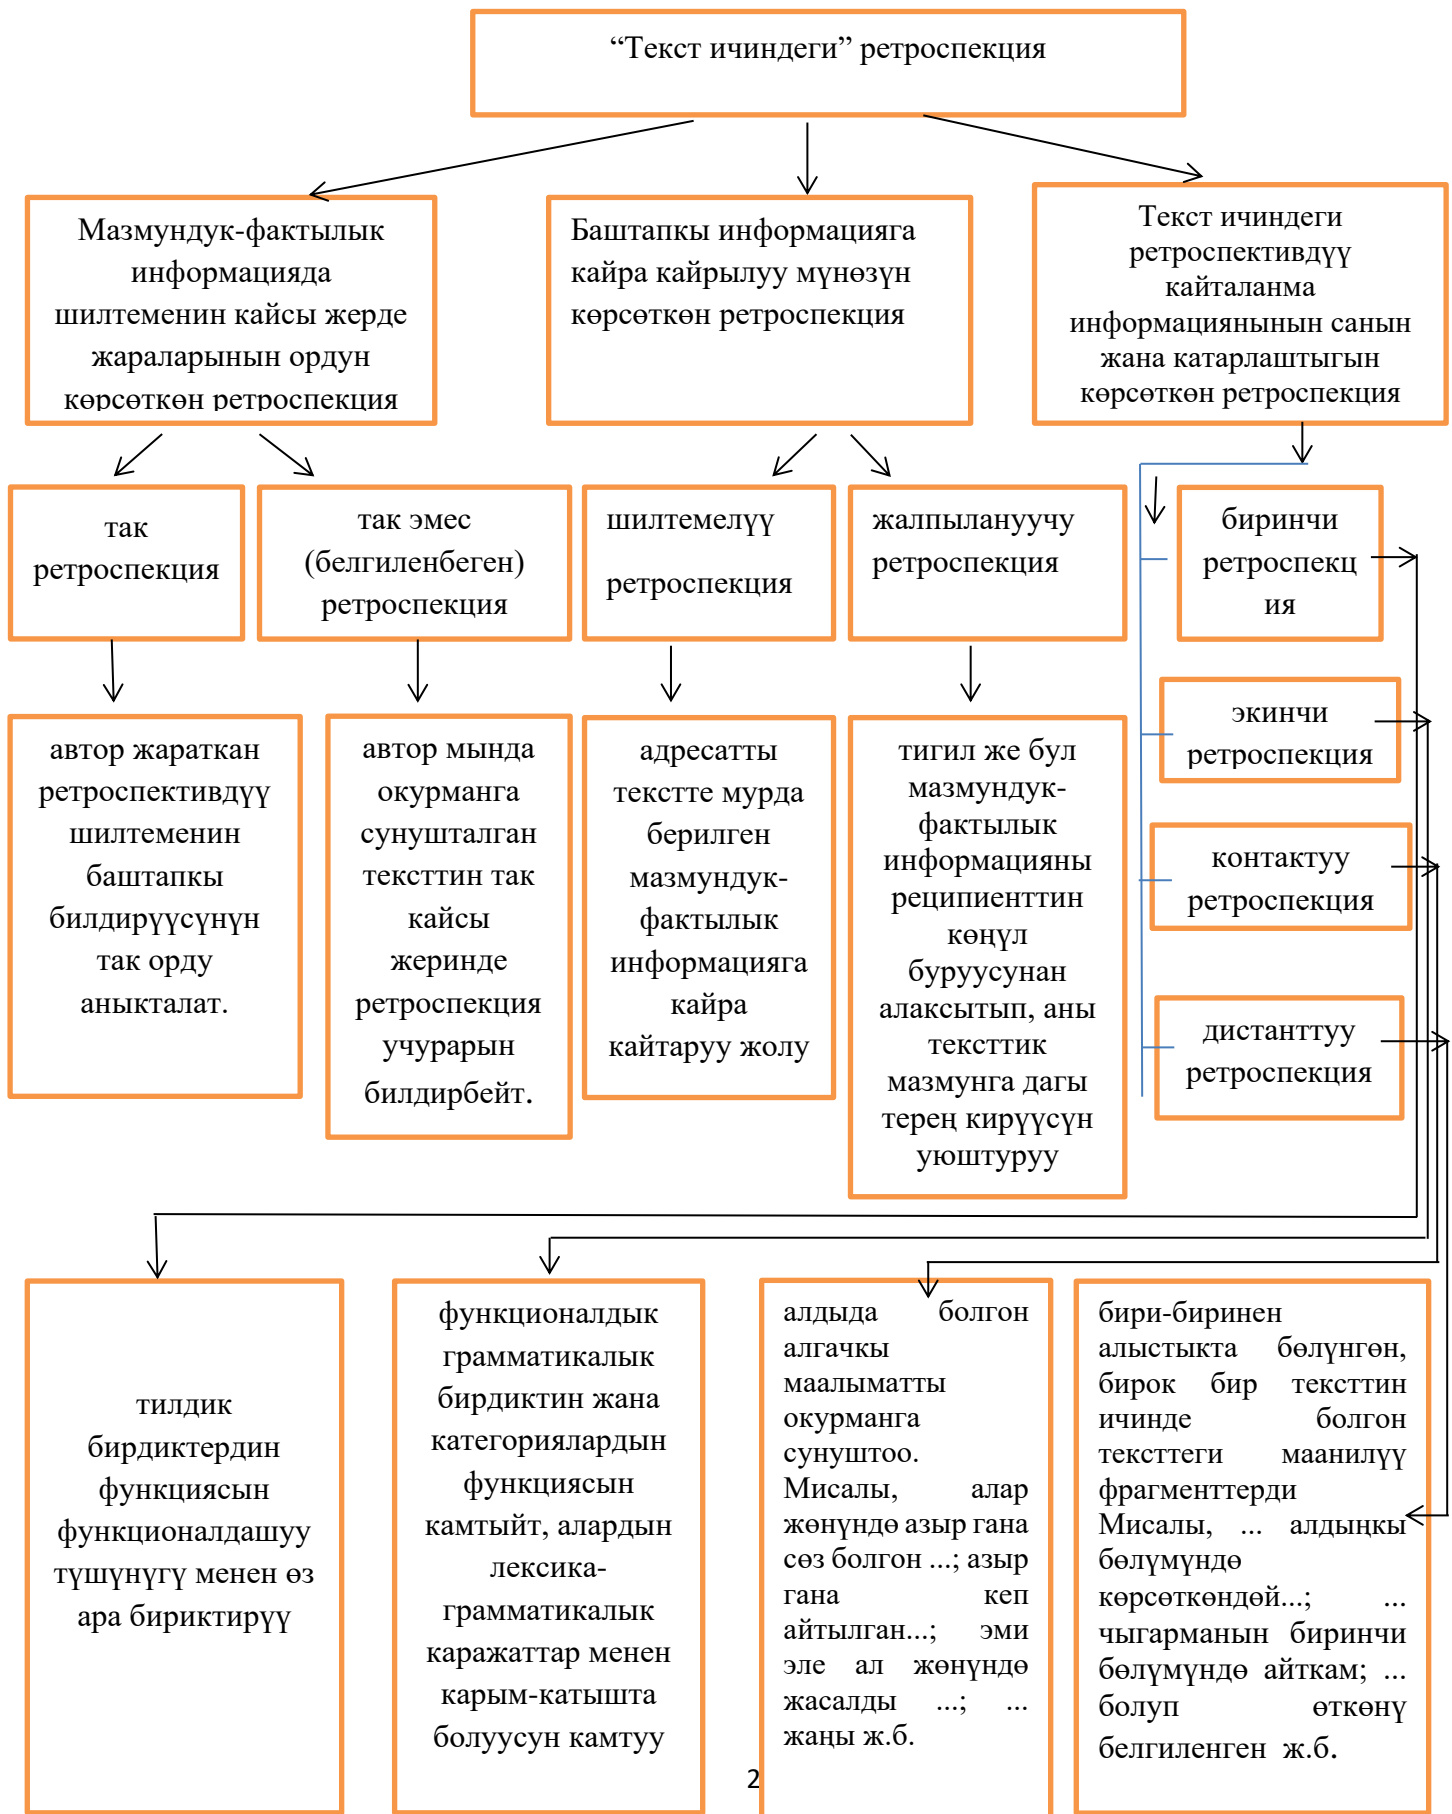 “Текст ичиндеги” ретроспекция
Мазмундук-фактылык
информацияда
шилтеменин кайсы жерде
жараларынын ордун
көрсөткөн ретроспекция
Баштапкы информацияга
кайра кайрылуу мүнөзүн
көрсөткөн ретроспекция
Текст ичиндеги
ретроспективдүү
кайталанма
информациянынын санын
жана катарлаштыгын
көрсөткөн ретроспекция
так
ретроспекция
так эмес
(белгиленбеген)
ретроспекция
шилтемелүү
ретроспекция
жалпылануучу
ретроспекция
биринчи
ретроспекц
ия
экинчи
ретроспекция
контактуу
ретроспекция
дистанттуу
ретроспекция
автор жараткан
ретроспективдүү
шилтеменин
баштапкы
билдирүүсүнүн
так орду
аныкталат.
автор мында
окурманга
сунушталган
тексттин так
кайсы
жеринде
ретроспекция
учурарын
билдирбейт.
адресатты
текстте мурда
берилген
мазмундук-
фактылык
информацияга
кайра
кайтаруу жолу
тигил же бул
мазмундук-
фактылык
информацияны
реципиенттин
көңүл
буруусунан
алаксытып, аны
тексттик
мазмунга дагы
терең кирүүсүн
уюштуруу
тилдик
бирдиктердин
функциясын
функционалдашуу
түшүнүгү менен өз
ара бириктирүү
функционалдык
грамматикалык
бирдиктин жана
категориялардын
функциясын
камтыйт, алардын
лексика-
грамматикалык
каражаттар менен
карым-катышта
болуусун камтуу
алдыда болгон
алгачкы
маалыматты
окурманга
сунуштоо.
Мисалы, алар
жөнүндө азыр гана
сөз болгон ...; азыр
гана кеп
айтылган...; эми
эле ал жөнүндө
жасалды ...; ...
жаңы ж.б.
бири-биринен
алыстыкта бөлүнгөн,
бирок бир тексттин
ичинде болгон
тексттеги маанилүү
фрагменттерди
Мисалы, ... алдыңкы
бөлүмүндө
көрсөткөндөй...; ...
чыгарманын биринчи
бөлүмүндө айткам; ...
болуп өткөнү
белгиленген ж.б.
2